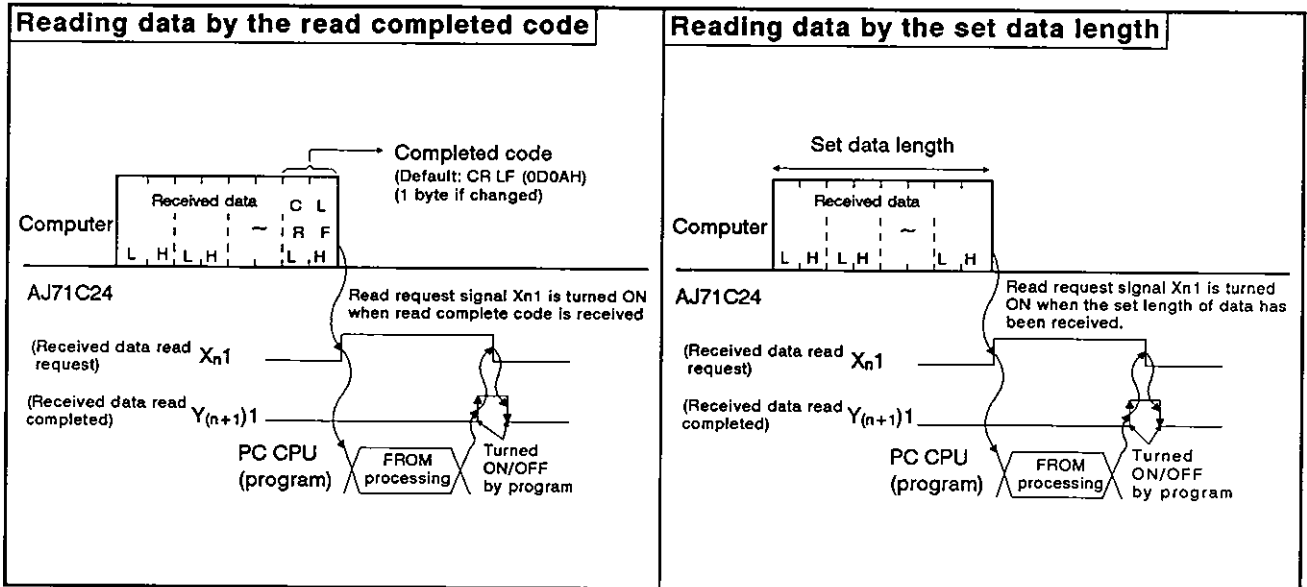 Reading data by the read completed code
Completed code
(Default: CR LF (0D0AH)
(1 byte if changed)
Received data
C L
Computer
~
R F
L H L H L H
AJ71C24
Read request signal Xn1 is turned ON
when read complete code is received
(Received data read
request)
Xn1
(Received data read
completed)
Y(n+1)1
PC CPU
(program)
FROM
processing
Turned
ON/OFF
by program
Reading data by the set data length
Set data length
Received data
Computer
~
L H L H L H
AJ71C24
Read request signal Xn1 is turned
ON when the set length of data has
been received.
(Received data read
request)
Xn1
(Received data read
completed)
Y(n+1)1
PC CPU
(program)
FROM
processing
Turned
ON/OFF
by program